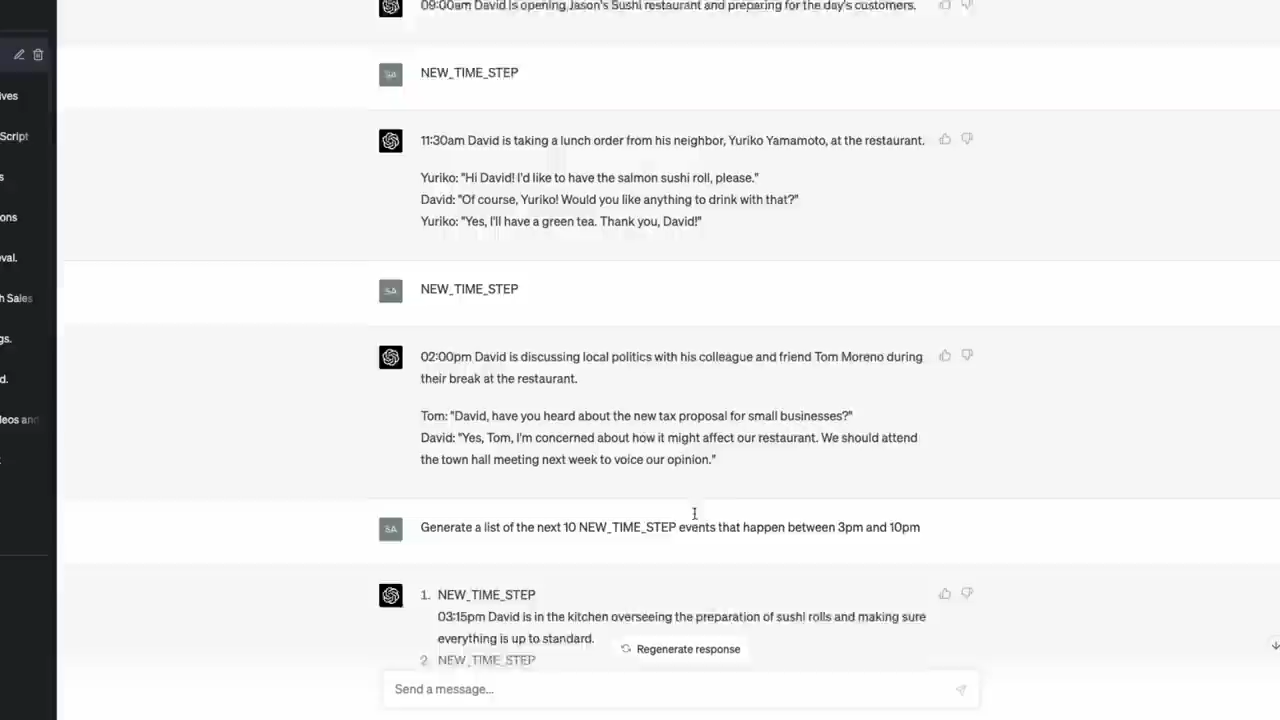 09:00am David is opening Jason's Sushi restaurant and preparing for the day's customers.
SA
NEW_TIME_STEP
ives
Script
s
ions
eval.
h Sales
gs.
d.
deos and
11:30am David is taking a lunch order from his neighbor, Yuriko Yamamoto, at the restaurant.
Yuriko: "Hi David! I'd like to have the salmon sushi roll, please."
David: "Of course, Yuriko! Would you like anything to drink with that?"
Yuriko: "Yes, I'll have a green tea. Thank you, David!"
SA
NEW_TIME_STEP
02:00pm David is discussing local politics with his colleague and friend Tom Moreno during
their break at the restaurant.
Tom: "David, have you heard about the new tax proposal for small businesses?"
David: "Yes, Tom, I'm concerned about how it might affect our restaurant. We should attend
the town hall meeting next week to voice our opinion."
SA
Generate a list of the next 10 NEW_TIME_STEP events that happen between 3pm and 10pm
1. NEW_TIME_STEP
03:15pm David is in the kitchen overseeing the preparation of sushi rolls and making sure
everything is up to standard.
Regenerate response
2. NEW_TIME_STEP
Send a message...